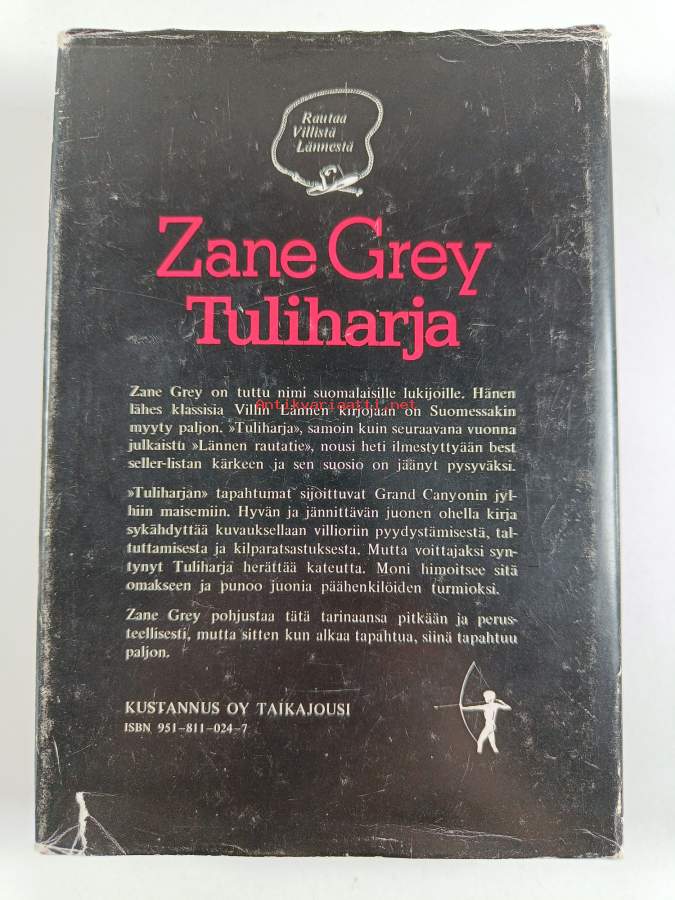 Rautaa
Villistä
Lännestä
Zane Grey
Tuliharja
Zane Grey on tuttu nimi suomalaisille lukijoille. Hänen
lähes klassisia Villin Lännen kirjojaan on Suomessakin
Antikvariaatti.net
myyty paljon. »Tuliharja», samoin kuin seuraavana vuonna
julkaistu »Lännen rautatie», nousi heti ilmestyttyään best
seller-listan kärkeen ja sen suosio on jäänyt pysyväksi.
»Tuliharjan» tapahtumat sijoittuvat Grand Canyonin jyl-
hiin maisemiin. Hyvän ja jännittävän juonen ohella kirja
sykähdyttää kuvauksellaan villioriin pyydystämisestä, tal-
tuttamisesta ja kilparatsastuksesta. Mutta voittajaksi syn-
tynyt Tuliharja herättää kateutta. Moni himoitsee sitä
omakseen ja punoo juonia päähenkilöiden turmioksi.
Zane Grey pohjustaa tätä tarinaansa pitkään ja perus-
teellisesti, mutta sitten kun alkaa tapahtua, siinä tapahtuu
paljon.
KUSTANNUS OY TAIKAJOUSI
ISBN 951-811-024-7